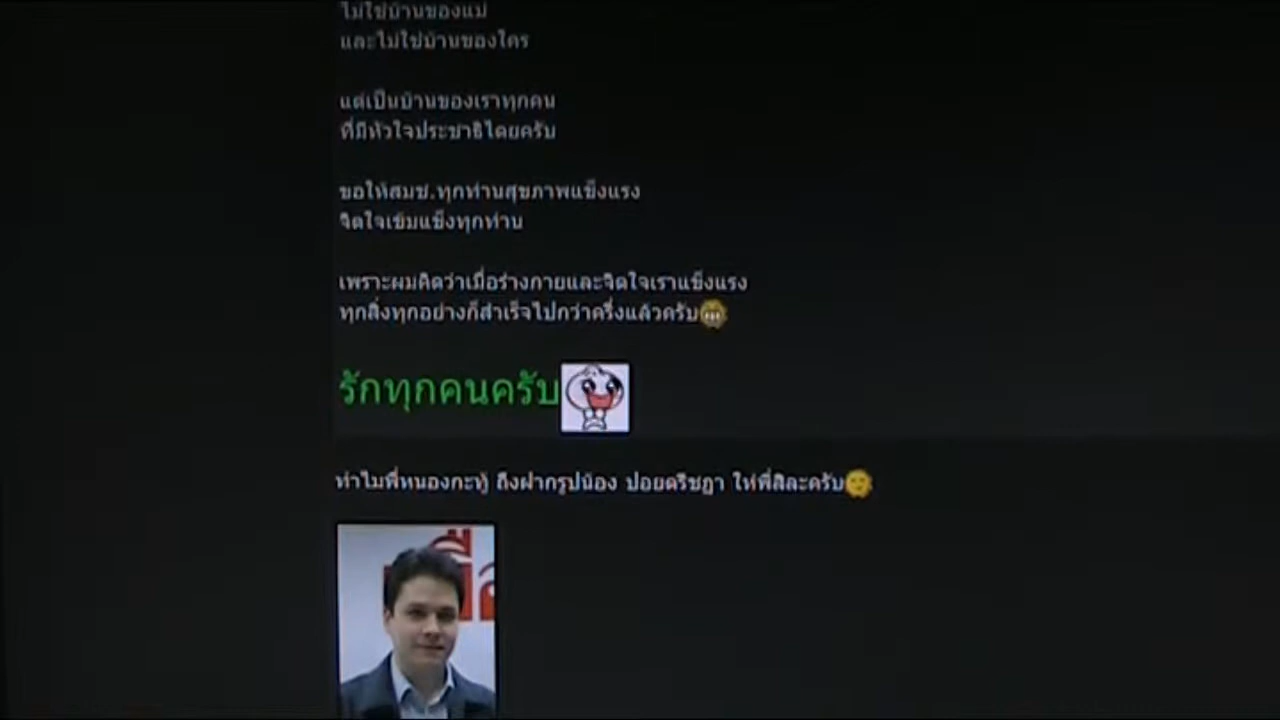 ไม่ใช่บ้านของแม่
และไม่ใช่บ้านของใคร
แต่เป็นบ้านของเราทุกคน
ที่มีหัวใจประชาธิไตยครับ
ขอให้สมช.ทุกท่านสุขภาพแข็งแรง
จิตใจเข้มแข็งทุกท่าน
เพราะผมคิดว่าเมื่อร่างกายและจิตใจเราแข็งแรง
ทุกสิ่งทุกอย่างก็สำเร็จไปกว่าครึ่งแล้วครับ
รักทุกคนครับ
ทำไมพี่หนองกะทู้ ถึงฝากรูปน้อง ปอยตรีชฎา ให้พี่สิละครับ